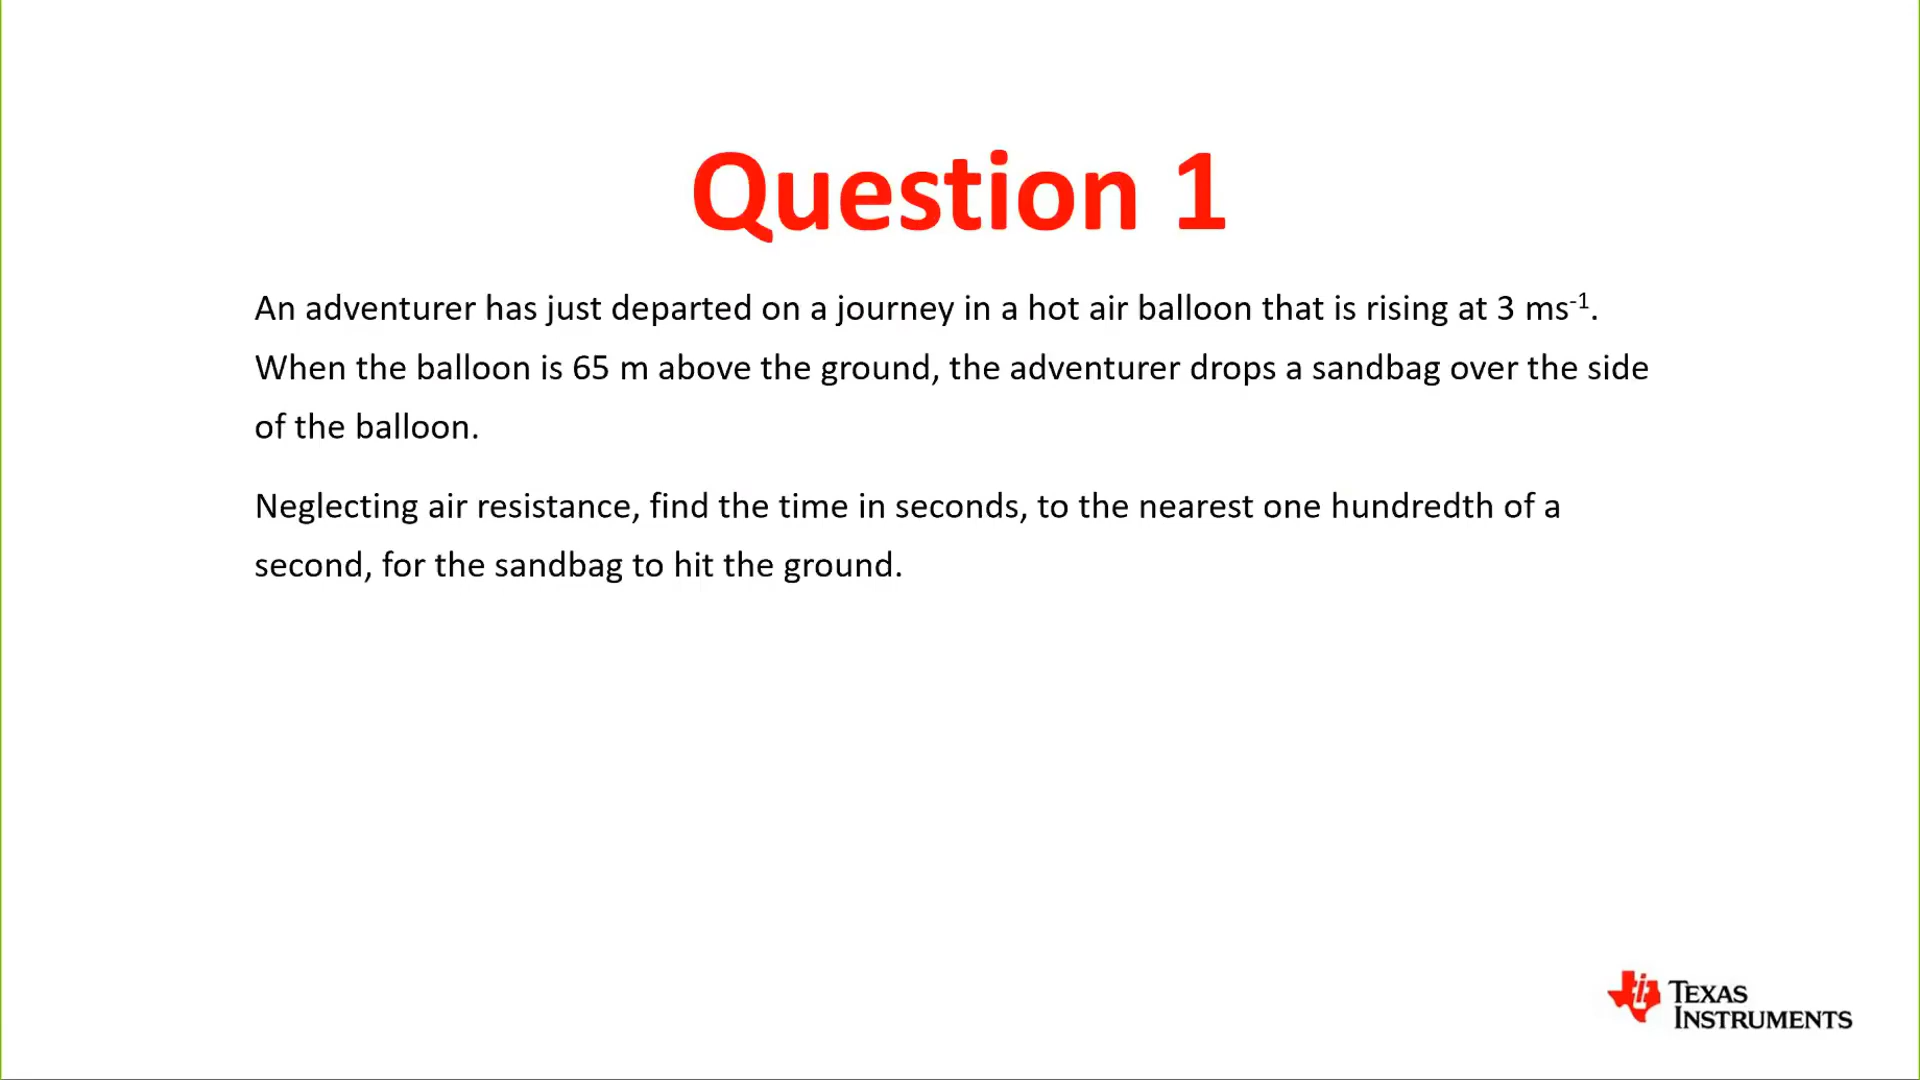 Question 1
An adventurer has just departed on a journey in a hot air balloon that is rising at 3 ms⁻¹.
When the balloon is 65 m above the ground, the adventurer drops a sandbag over the side
of the balloon.
Neglecting air resistance, find the time in seconds, to the nearest one hundredth of a
second, for the sandbag to hit the ground.
TEXAS
INSTRUMENTS